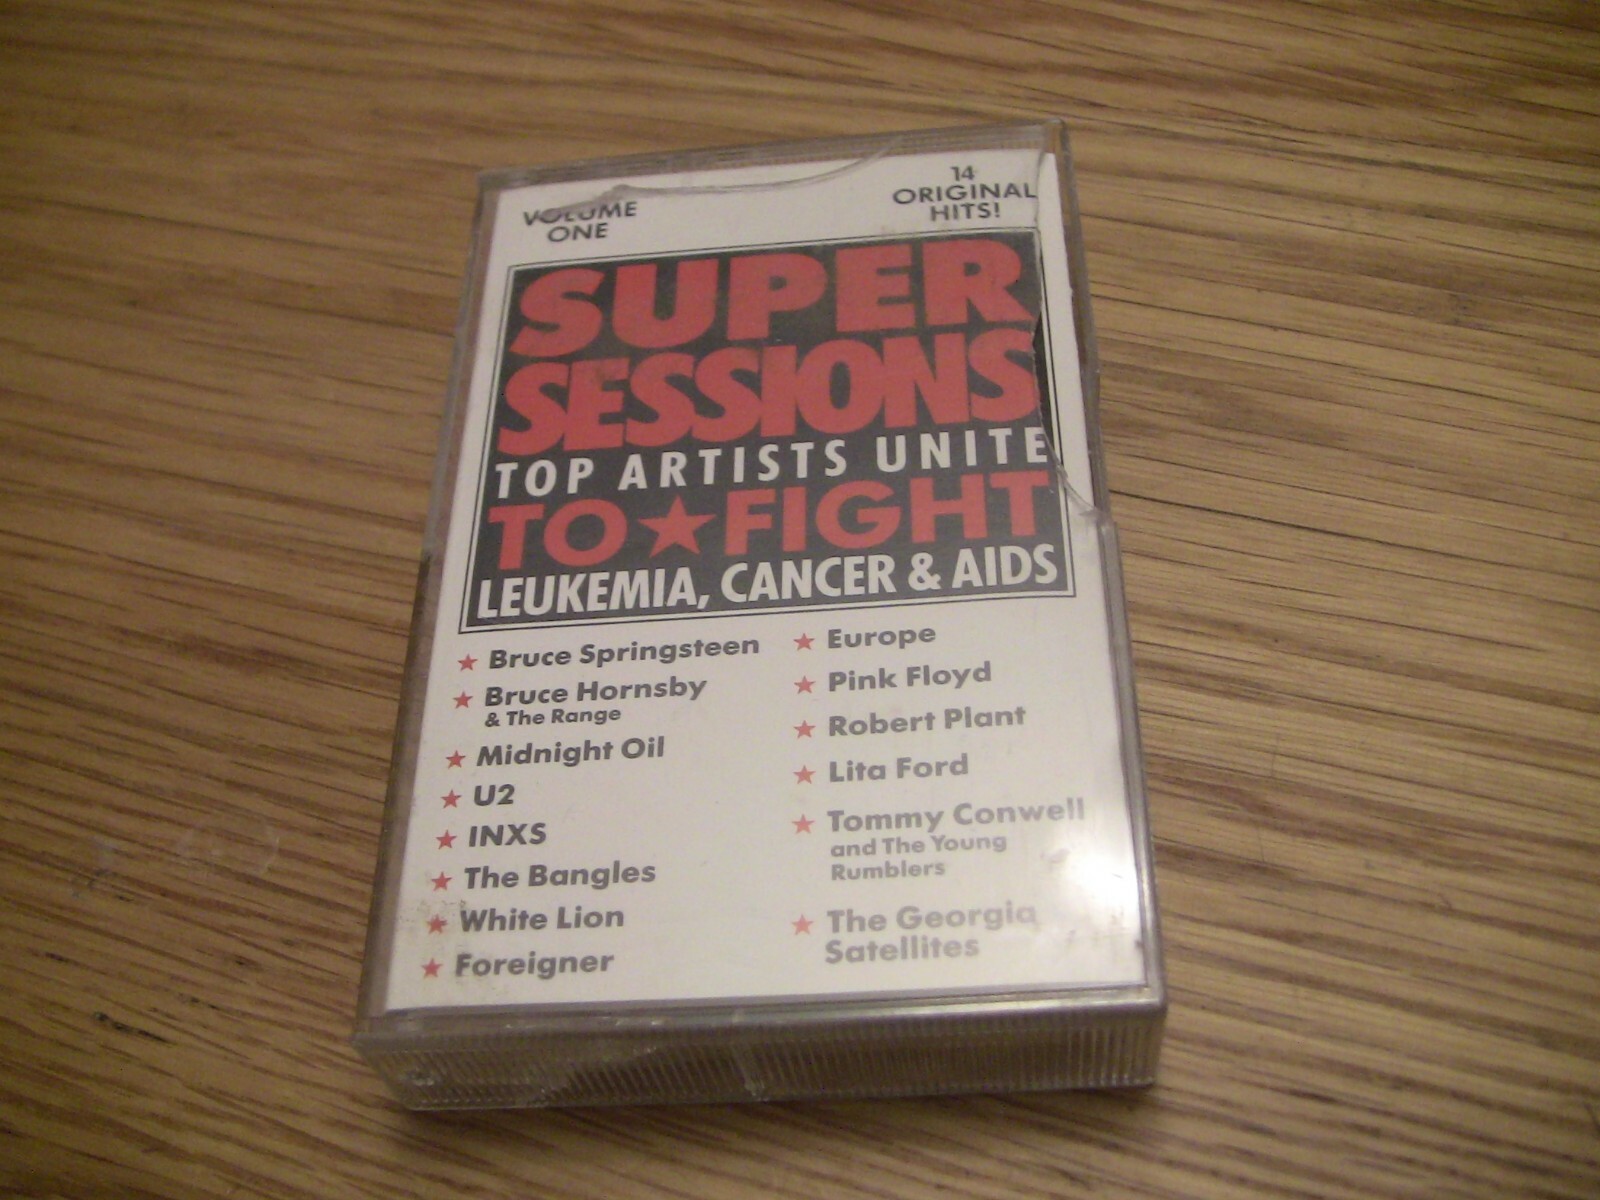 VOLUME
ONE
14
ORIGINAL
HITS!
SUPER
SESSIONS
TOP ARTISTS UNITE
TO★FIGHT
LEUKEMIA, CANCER & AIDS
★ Bruce Springsteen
★ Bruce Hornsby
& The Range
★ Midnight Oil
★ U2
★ INXS
★ The Bangles
★ White Lion
★ Foreigner
★ Europe
★ Pink Floyd
★ Robert Plant
★ Lita Ford
★ Tommy Conwell
and The Young
Rumblers
★ The Georgia
Satellites